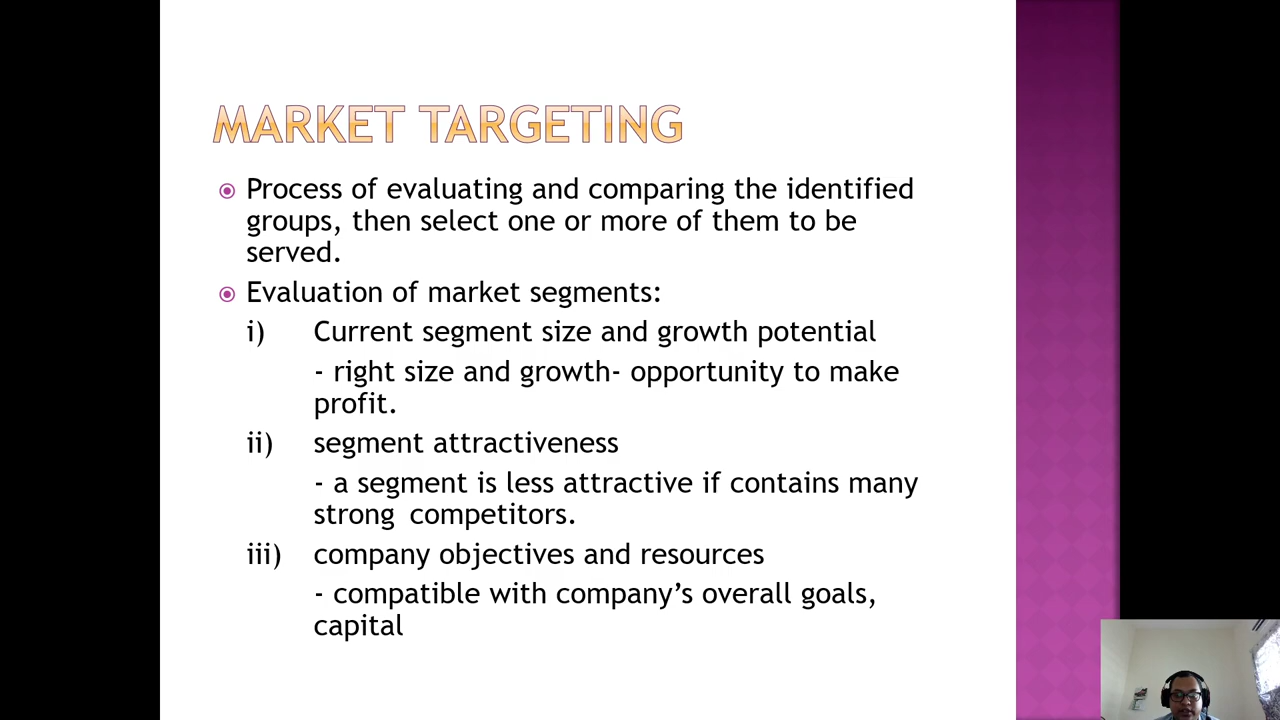 MARKET TARGETING
Process of evaluating and comparing the identified
groups, then select one or more of them to be
served.
Evaluation of market segments:
i) Current segment size and growth potential
- right size and growth- opportunity to make
profit.
ii) segment attractiveness
- a segment is less attractive if contains many
strong competitors.
iii) company objectives and resources
- compatible with company’s overall goals,
capital